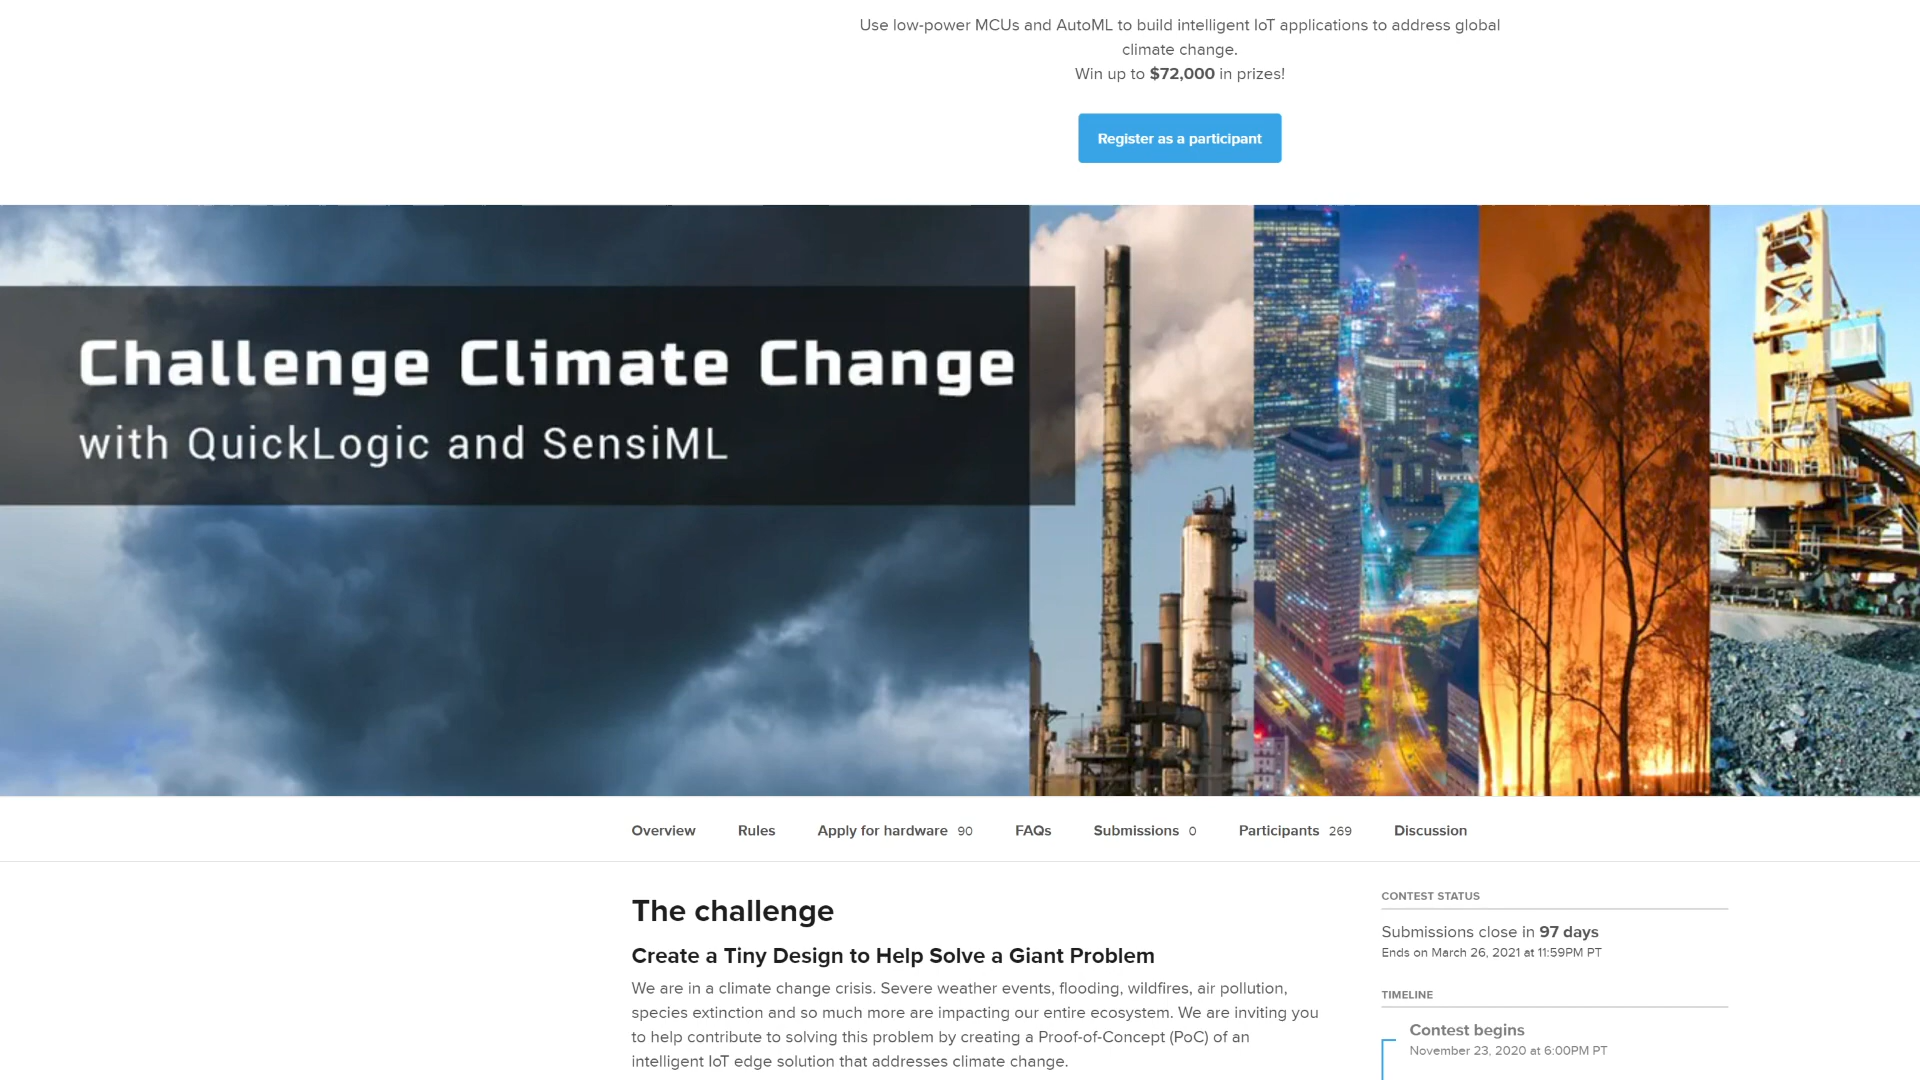 Use low-power MCUs and AutoML to build intelligent IoT applications to address global
climate change.
Win up to $72,000 in prizes!
Register as a participant
Challenge Climate Change
with QuickLogic and SensiML
Overview
Rules
Apply for hardware 90
FAQs
Submissions 0
Participants 269
Discussion
The challenge
Create a Tiny Design to Help Solve a Giant Problem
We are in a climate change crisis. Severe weather events, flooding, wildfires, air pollution,
species extinction and so much more are impacting our entire ecosystem. We are inviting you
to help contribute to solving this problem by creating a Proof-of-Concept (PoC) of an
intelligent IoT edge solution that addresses climate change.
CONTEST STATUS
Submissions close in 97 days
Ends on March 26, 2021 at 11:59PM PT
TIMELINE
Contest begins
November 23, 2020 at 6:00PM PT